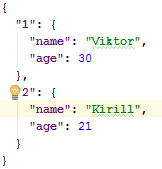 {
  "1": {
    "name": "Viktor",
    "age": 30
  },
  2": {
    "name": "Kirill",
    "age": 21
  }
}